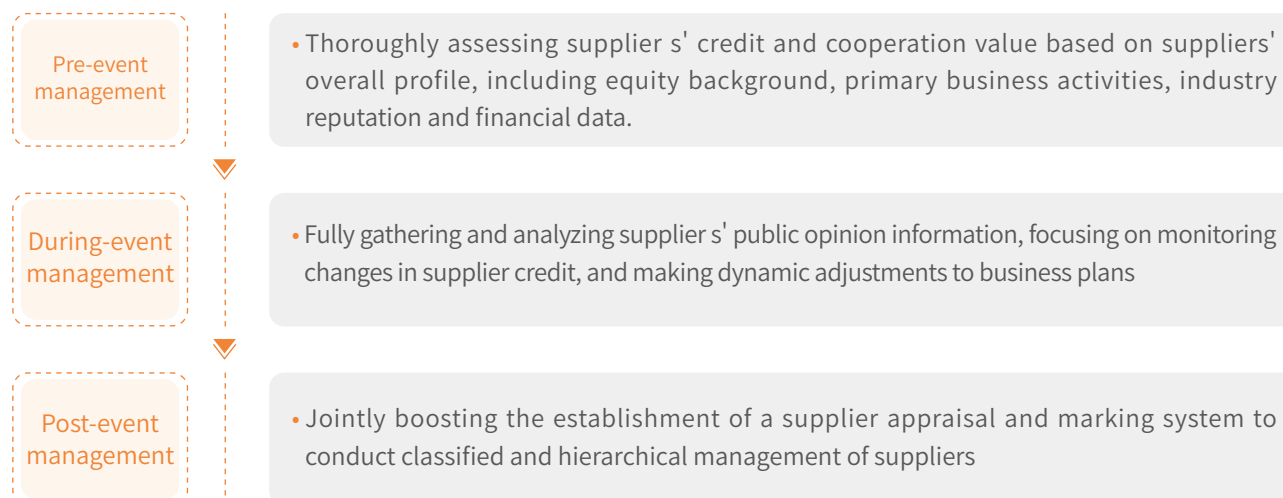 Pre-event
management
• Thoroughly assessing supplier s' credit and cooperation value based on suppliers'
overall profile, including equity background, primary business activities, industry
reputation and financial data.
During-event
management
• Fully gathering and analyzing supplier s' public opinion information, focusing on monitoring
changes in supplier credit, and making dynamic adjustments to business plans
Post-event
management
• Jointly boosting the establishment of a supplier appraisal and marking system to
conduct classified and hierarchical management of suppliers